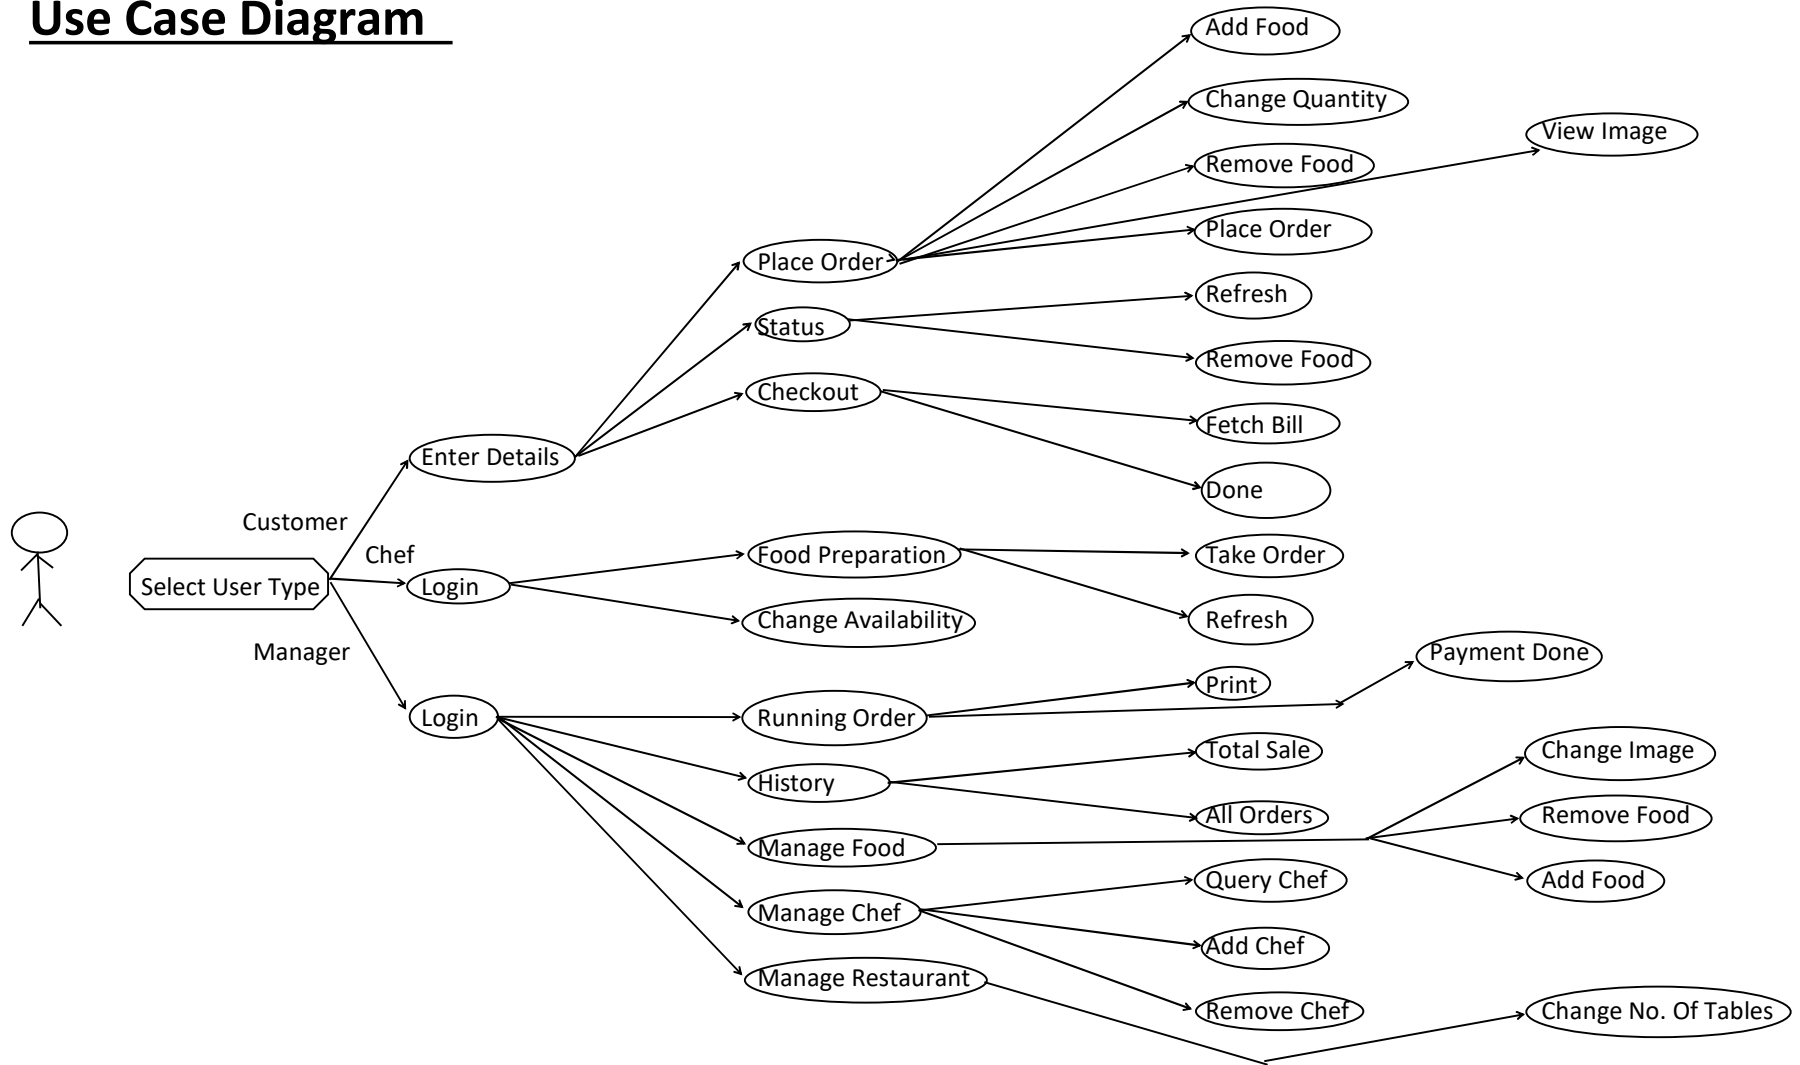 Use Case Diagram
Add Food
Change Quantity
View Image
Remove Food
Place Order
Place Order
Refresh
Status
Remove Food
Checkout
Fetch Bill
Enter Details
Done
Customer
Chef
Food Preparation
Take Order
Select User Type
Login
Change Availability
Refresh
Manager
Payment Done
Print
Login
Running Order
Total Sale
Change Image
History
All Orders
Remove Food
Manage Food
Query Chef
Add Food
Manage Chef
Add Chef
Manage Restaurant
Remove Chef
Change No. Of Tables